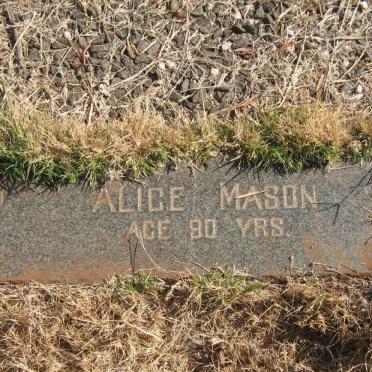 ALICE MASON
AGE 90 YRS.